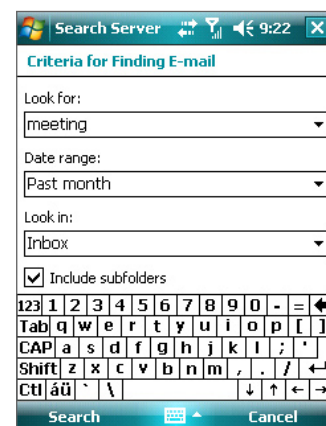 Search Server 9:22
Criteria for Finding E-mail
Look for:
meeting
Date range:
Past month
Look in:
Inbox
Include subfolders
123 1 2 3 4 5 6 7 8 9 0 - =
Tab q w e r t y u i o p [ ]
CAP a s d f g h j k l ; '
Shift z x c v b n m , . /
Ctl áü ` \ ↓ ↑ ← →
Search Cancel